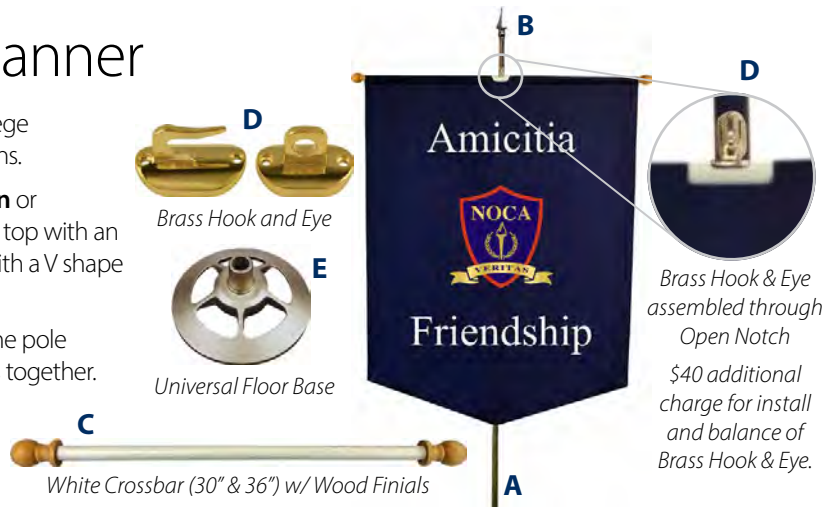 anner
ege
ns.
n or
top with an
ith a V shape
ne pole
together.
D
Brass Hook and Eye
E
Universal Floor Base
C
White Crossbar (30” & 36”) w/ Wood Finials
B
Amicitia
NOCA
VERITAS
Friendship
A
D
Brass Hook & Eye
assembled through
Open Notch
$40 additional
charge for install
and balance of
Brass Hook & Eye.